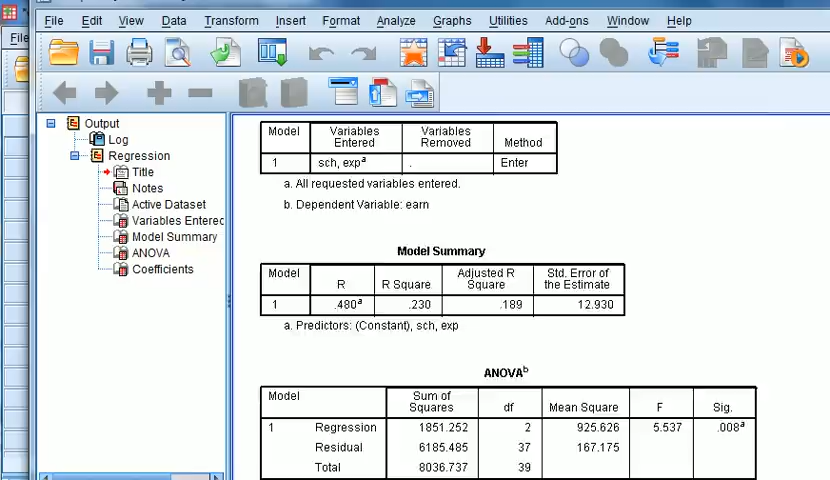 File Edit View Data Transform Insert Format Analyze Graphs Utilities Add-ons Window Help
File
Output
Log
Regression
Title
Notes
Active Dataset
Variables Entered
Model Summary
ANOVA
Coefficients
Model Variables Entered Variables Removed Method
1 sch, expa . Enter
a. All requested variables entered.
b. Dependent Variable: earn
Model Summary
Model R R Square Adjusted R Square Std. Error of the Estimate
1 .480a .230 .189 12.930
a. Predictors: (Constant), sch, exp
ANOVAb
Model Sum of Squares df Mean Square F Sig.
1 Regression 1851.252 2 925.626 5.537 .008a
Residual 6185.485 37 167.175
Total 8036.737 39